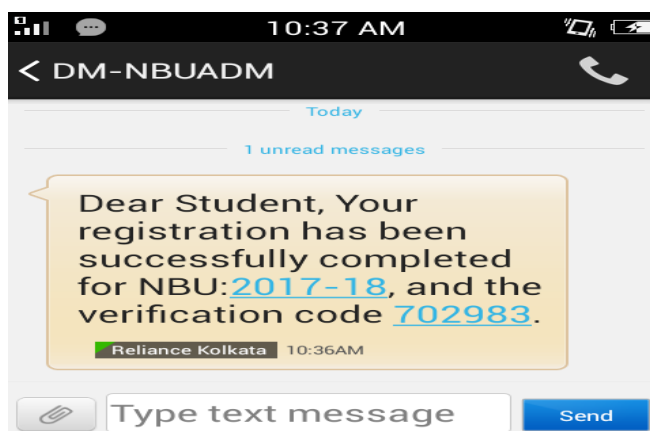 10:37 AM
DM-NBUADM
Today
1 unread messages
Dear Student, Your
registration has been
successfully completed
for NBU:2017-18, and the
verification code 702983.
Reliance Kolkata 10:36AM
Type text message Send